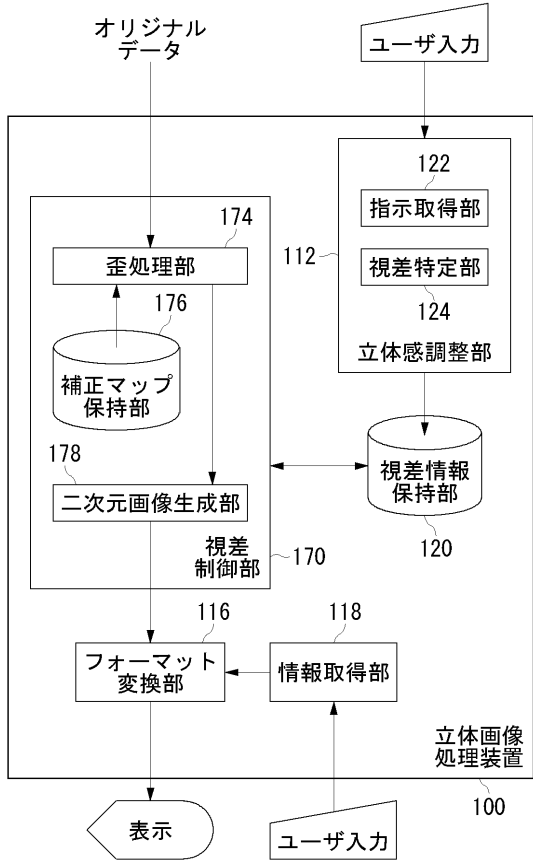 オリジナル
データ
ユーザ入力
122
指示取得部
174
112
歪処理部
視差特定部
124
176
立体感調整部
補正マップ
保持部
178
視差情報
保持部
二次元画像生成部
120
視差
制御部
170
116
118
フォーマット
変換部
情報取得部
立体画像
処理装置
100
表示
ユーザ入力